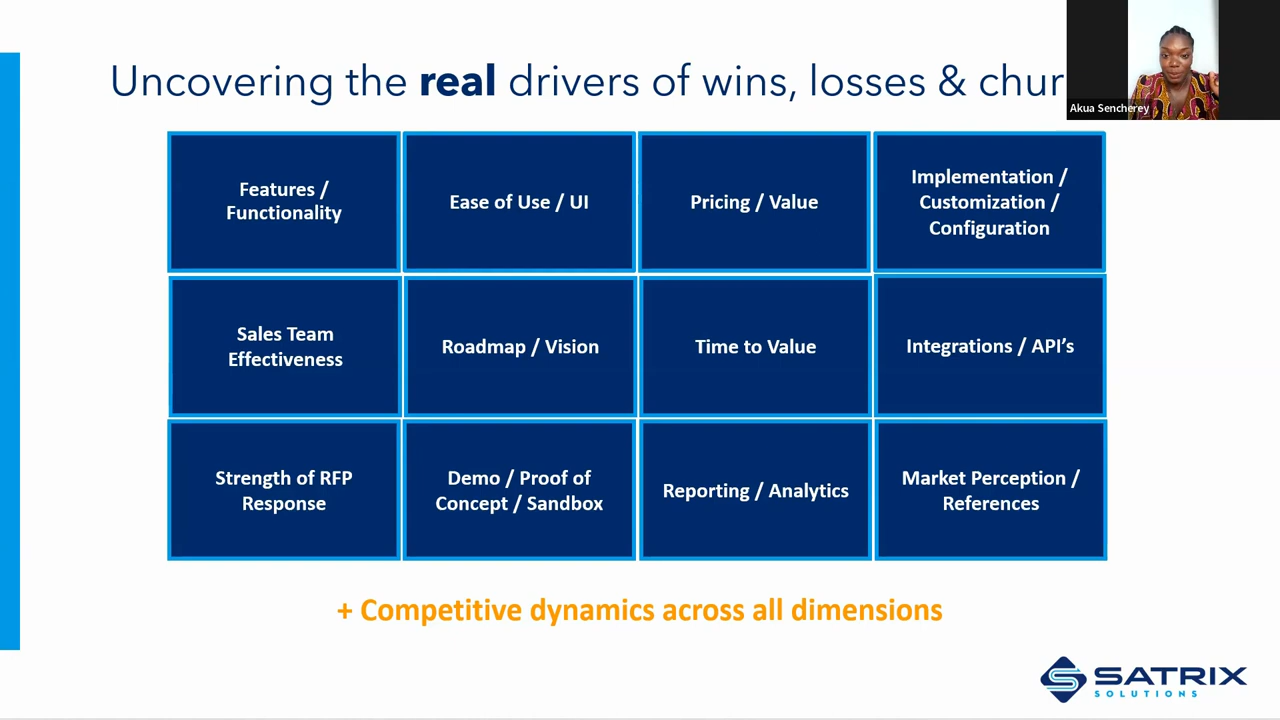 Uncovering the real drivers of wins, losses & chur
Akua Sencherey
Features /
Functionality
Ease of Use / UI
Pricing / Value
Implementation /
Customization /
Configuration
Sales Team
Effectiveness
Roadmap / Vision
Time to Value
Integrations / API’s
Strength of RFP
Response
Demo / Proof of
Concept / Sandbox
Reporting / Analytics
Market Perception /
References
+ Competitive dynamics across all dimensions
SATRIX
SOLUTIONS